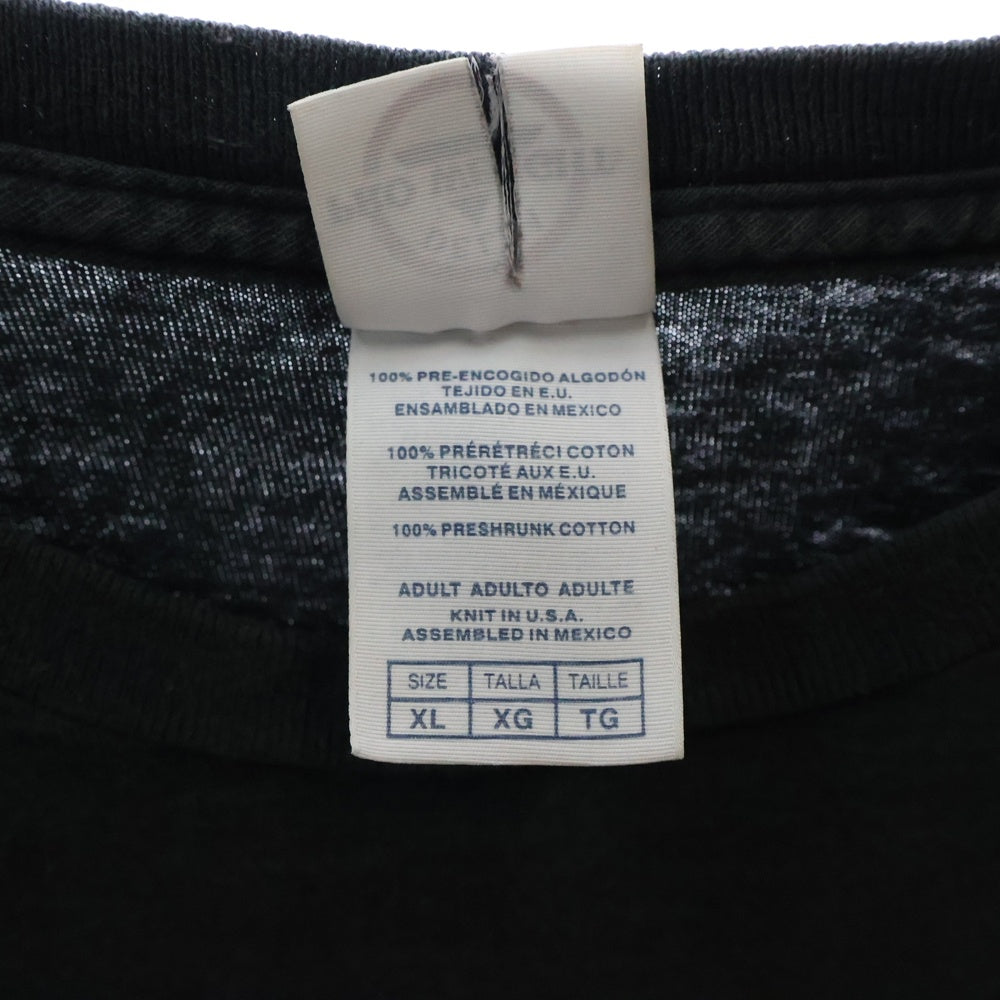 100% PRE-ENCOGIDO ALGODÓN
TEJIDO EN E.U.
ENSAMBLADO EN MEXICO
100% PRÉRÉTRÉCI COTON
TRICOTÉ AUX E.U.
ASSEMBLÉ EN MÉXIQUE
100% PRESHRUNK COTTON
ADULT ADULTO ADULTE
KNIT IN U.S.A.
ASSEMBLED IN MEXICO
SIZE TALLA TAILLE
XL XG TG